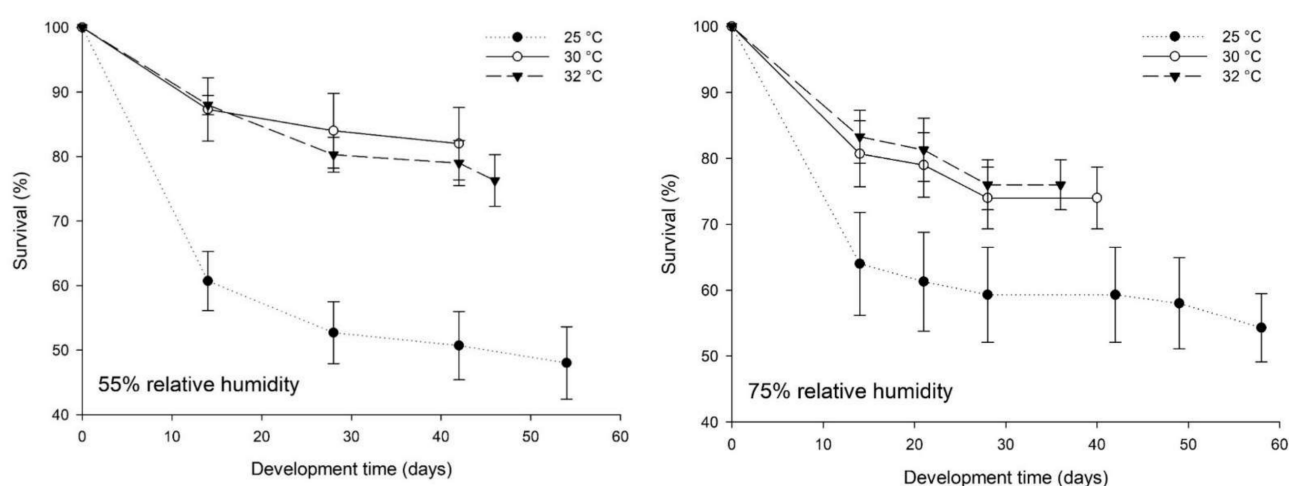 100
90
80
70
60
50
40
Survival (%)
25 °C
30 °C
32 °C
55% relative humidity
0 10 20 30 40 50 60
Development time (days)
100
90
80
70
60
50
40
Survival (%)
25 °C
30 °C
32 °C
75% relative humidity
0 10 20 30 40 50 60
Development time (days)